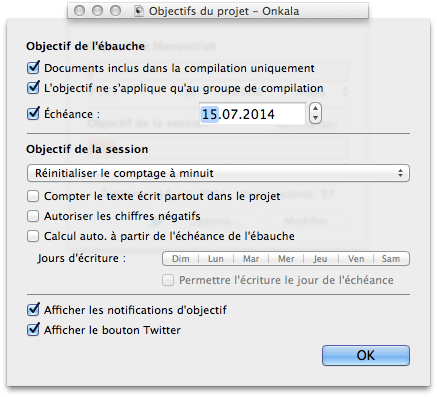 Objectifs du projet – Onkala
Objectif de l'ébauche
Documents inclus dans la compilation uniquement
L'objectif ne s'applique qu'au groupe de compilation
Échéance : 15.07.2014
Objectif de la session
Réinitialiser le comptage à minuit
Compter le texte écrit partout dans le projet
Autoriser les chiffres négatifs
Calcul auto. à partir de l'échéance de l'ébauche
Jours d'écriture : Dim Lun Mar Mer Jeu Ven Sam
Permettre l'écriture le jour de l'échéance
Afficher les notifications d'objectif
Afficher le bouton Twitter
OK